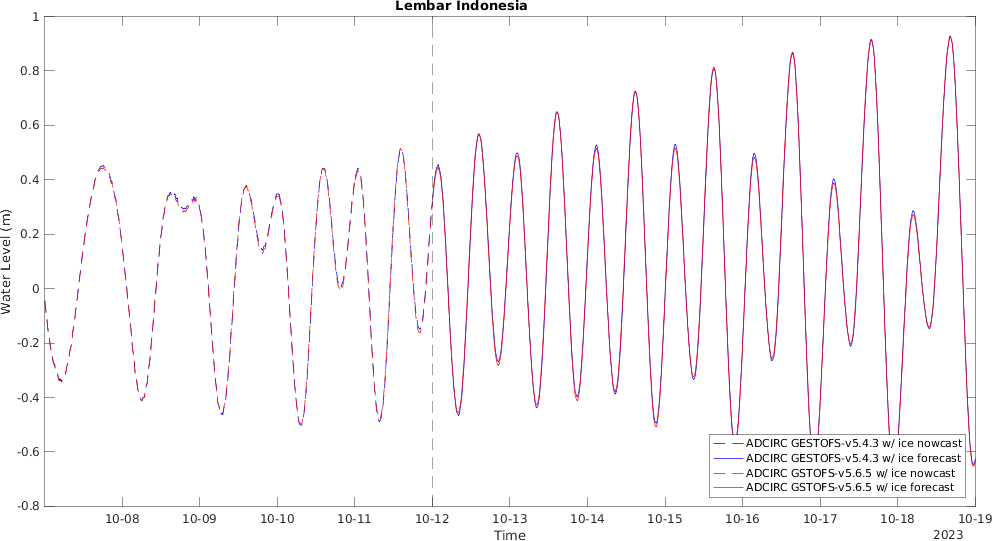 Lembar Indonesia
1
0.8
0.6
0.4
0.2
0
-0.2
-0.4
-0.6
-0.8
Water Level (m)
ADCIRC GESTOFS-v5.4.3 w/ ice nowcast
ADCIRC GESTOFS-v5.4.3 w/ ice forecast
ADCIRC GSTOFS-v5.6.5 w/ ice nowcast
ADCIRC GSTOFS-v5.6.5 w/ ice forecast
10-08 10-09 10-10 10-11 10-12 10-13 10-14 10-15 10-16 10-17 10-18 10-19
Time
2023